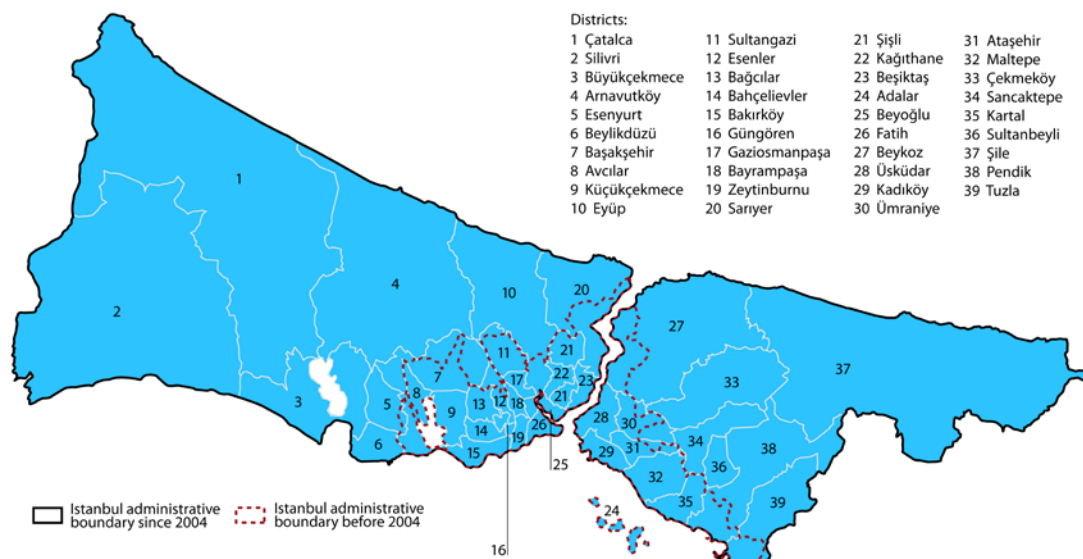 Districts:
1 Çatalca
2 Silivri
3 Büyükçekmece
4 Arnavutköy
5 Esenyurt
6 Beylikdüzü
7 Başakşehir
8 Avcılar
9 Küçükçekmece
10 Eyüp
11 Sultangazi
12 Esenler
13 Bağcılar
14 Bahçelievler
15 Bakırköy
16 Güngören
17 Gaziosmanpaşa
18 Bayrampaşa
19 Zeytinburnu
20 Sarıyer
21 Şişli
22 Kağıthane
23 Beşiktaş
24 Adalar
25 Beyoğlu
26 Fatih
27 Beykoz
28 Üsküdar
29 Kadıköy
30 Ümraniye
31 Ataşehir
32 Maltepe
33 Çekmeköy
34 Sancaktepe
35 Kartal
36 Sultanbeyli
37 Şile
38 Pendik
39 Tuzla
1
2
3
4
5
6
7
8
9
10
11
12
13
14
15
16
17
18
19
20
21
22
21
23
24
25
26
27
28
29
30
31
32
33
34
35
36
37
38
39
Istanbul administrative
boundary since 2004
Istanbul administrative
boundary before 2004